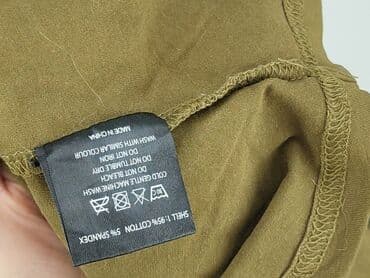 SHELL 1: 95% COTTON 5% SPANDEX
COLD GENTLE MACHINE WASH
DO NOT BLEACH
DO NOT TUMBLE DRY
DO NOT IRON
WASH WITH SIMILAR COLOUR
MADE IN CHINA